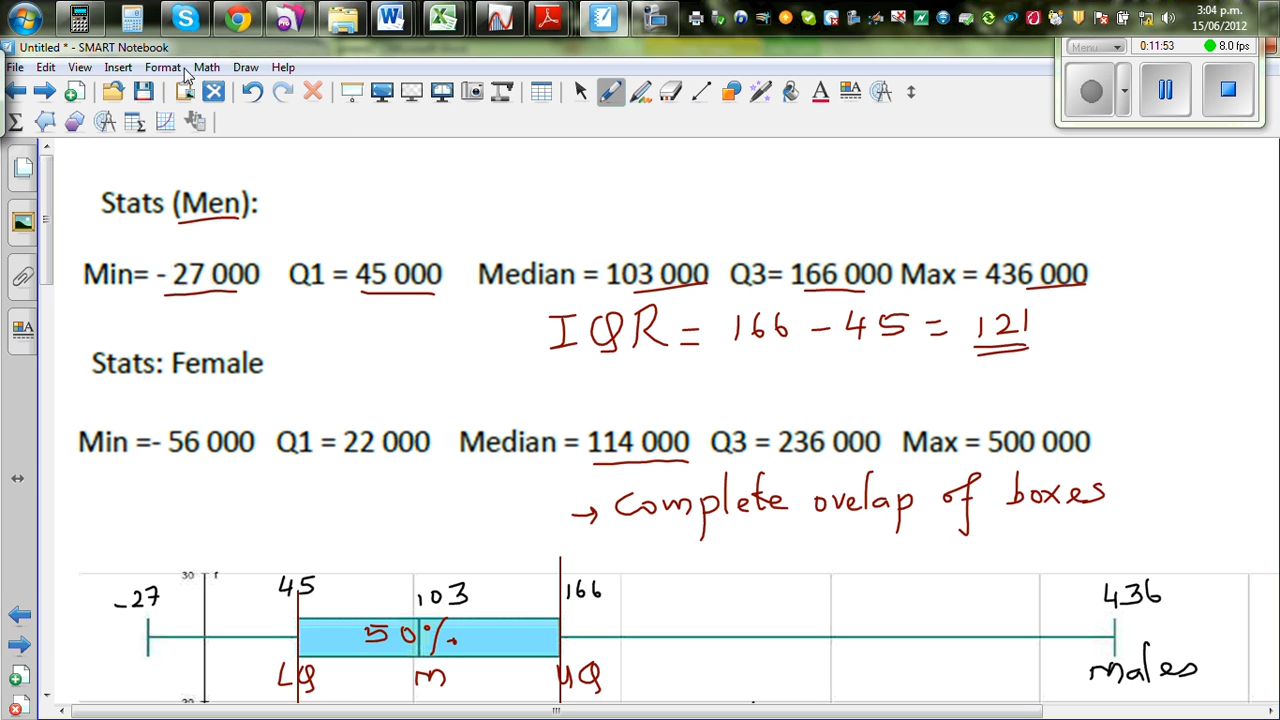 3:04 p.m.
15/06/2012
Untitled * - SMART Notebook
Menu
0:11:53
8.0 fps
File Edit View Insert Format Math Draw Help
Stats (Men):
Min= - 27 000 Q1 = 45 000 Median = 103 000 Q3= 166 000 Max = 436 000
IQR = 166 - 45 = 121
Stats: Female
Min =- 56 000 Q1 = 22 000 Median = 114 000 Q3 = 236 000 Max = 500 000
→ complete ovelap of boxes
30
-27 45 103 166 436
50%
LQ m UQ males